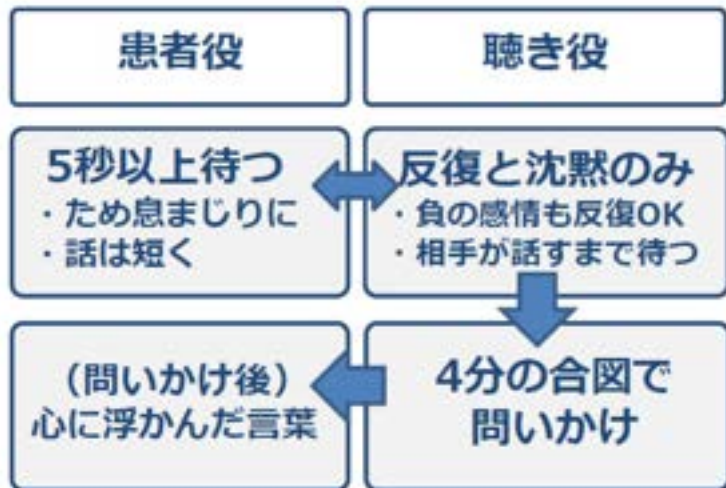 患者役
聴き役
5秒以上待つ
・ため息まじりに
・話は短く
反復と沈黙のみ
・負の感情も反復OK
・相手が話すまで待つ
4分の合図で
問いかけ
（問いかけ後）
心に浮かんだ言葉